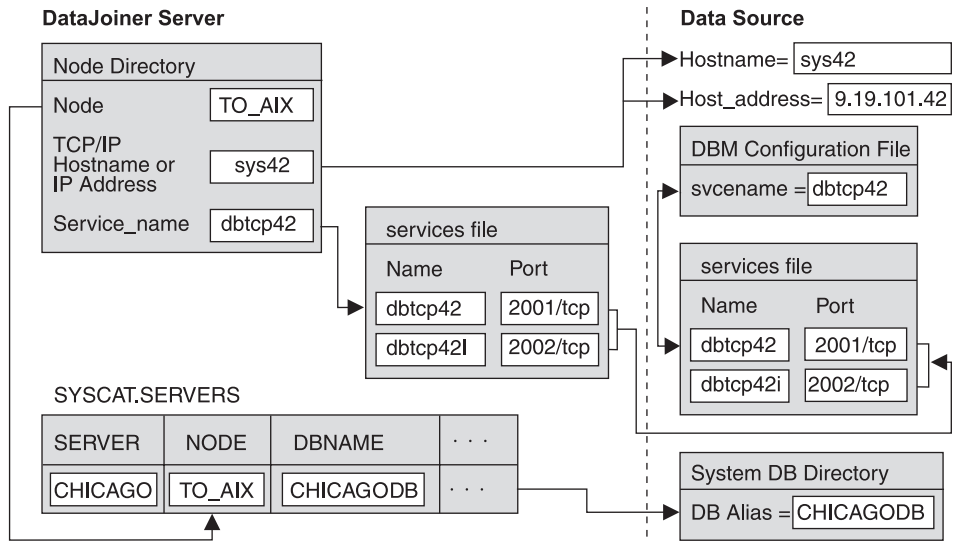 DataJoiner Server
Node Directory
Node TO_AIX
TCP/IP
Hostname or
IP Address
sys42
Service_name dbtcp42
services file
Name Port
dbtcp42 2001/tcp
dbtcp42I 2002/tcp
SYSCAT.SERVERS
SERVER NODE DBNAME . . .
CHICAGO TO_AIX CHICAGODB . . .
Data Source
Hostname= sys42
Host_address= 9.19.101.42
DBM Configuration File
svcename = dbtcp42
services file
Name Port
dbtcp42 2001/tcp
dbtcp42i 2002/tcp
System DB Directory
DB Alias = CHICAGODB